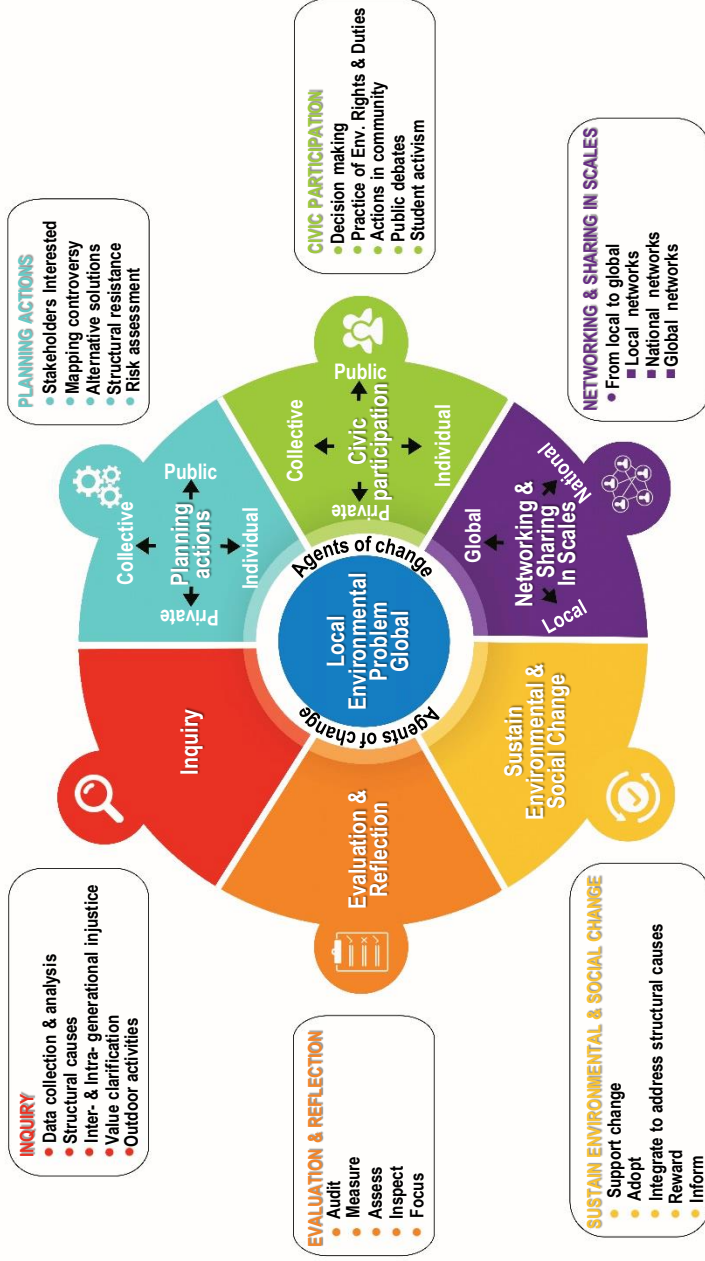 INQUIRY
● Data collection & analysis
● Structural causes
● Inter- & Intra- generational injustice
● Value clarification
●Outdoor activities
PLANNING ACTIONS
● Stakeholders Interested
● Mapping controversy
● Alternative solutions
● Structural resistance
● Risk assessment
EVALUATION & REFLECTION
● Audit
● Measure
● Assess
● Inspect
● Focus
CIVIC PARTICIPATION
● Decision making
● Practice of Env. Rights & Duties
● Actions in community
● Public debates
● Student activism
SUSTAIN ENVIRONMENTAL & SOCIAL CHANGE
● Support change
● Adopt
● Integrate to address structural causes
● Reward
● Inform
NETWORKING & SHARING IN SCALES
● From local to global
■ Local networks
■ National networks
■ Global networks
Inquiry
Collective
Private
Planning
actions
Public
Individual
Evaluation &
Reflection
Agents of change
Local
Environmental
Problem
Global
Agents of change
Collective
Private
Civic
participation
Public
Individual
Sustain
Environmental &
Social Change
Global
Networking &
Sharing
In Scales
Local
National